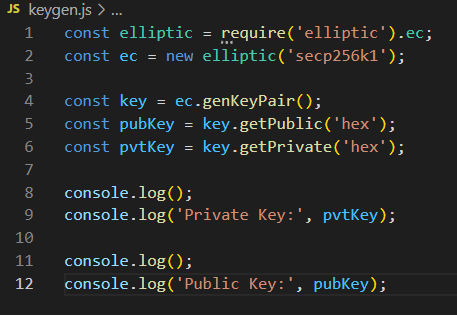 JS keygen.js > ...
1 const elliptic = require('elliptic').ec;
2 const ec = new elliptic('secp256k1');
3
4 const key = ec.genKeyPair();
5 const pubKey = key.getPublic('hex');
6 const pvtKey = key.getPrivate('hex');
7
8 console.log();
9 console.log('Private Key:', pvtKey);
10
11 console.log();
12 console.log('Public Key:', pubKey);